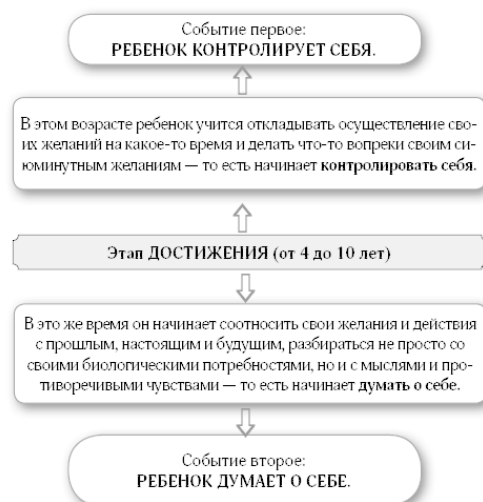 Событие первое:
РЕБЕНОК КОНТРОЛИРУЕТ СЕБЯ.
В этом возрасте ребенок учится откладывать осуществление сво-
их желаний на какое-то время и делать что-то вопреки своим си-
юминутным желаниям — то есть начинает контролировать себя.
Этап ДОСТИЖЕНИЯ (от 4 до 10 лет)
В это же время он начинает соотносить свои желания и действия
с прошлым, настоящим и будущим, разбираться не просто со
своими биологическими потребностями, но и с мыслями и про-
тиворечивыми чувствами — то есть начинает думать о себе.
Событие второе:
РЕБЕНОК ДУМАЕТ О СЕБЕ.